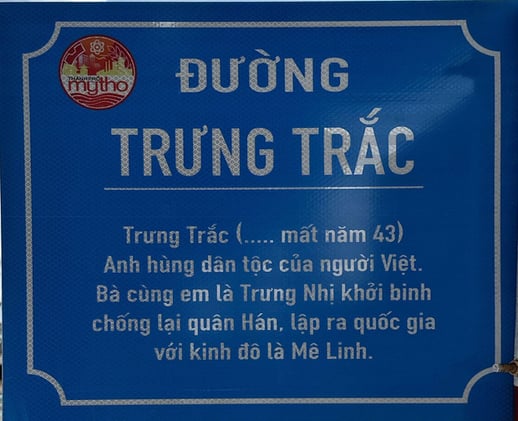 THÀNH PHỐ
mytho
ĐƯỜNG
TRƯNG TRẮC
Trưng Trắc (..... mất năm 43)
Anh hùng dân tộc của người Việt.
Bà cùng em là Trưng Nhị khởi binh
chống lại quân Hán, lập ra quốc gia
với kinh đô là Mê Linh.